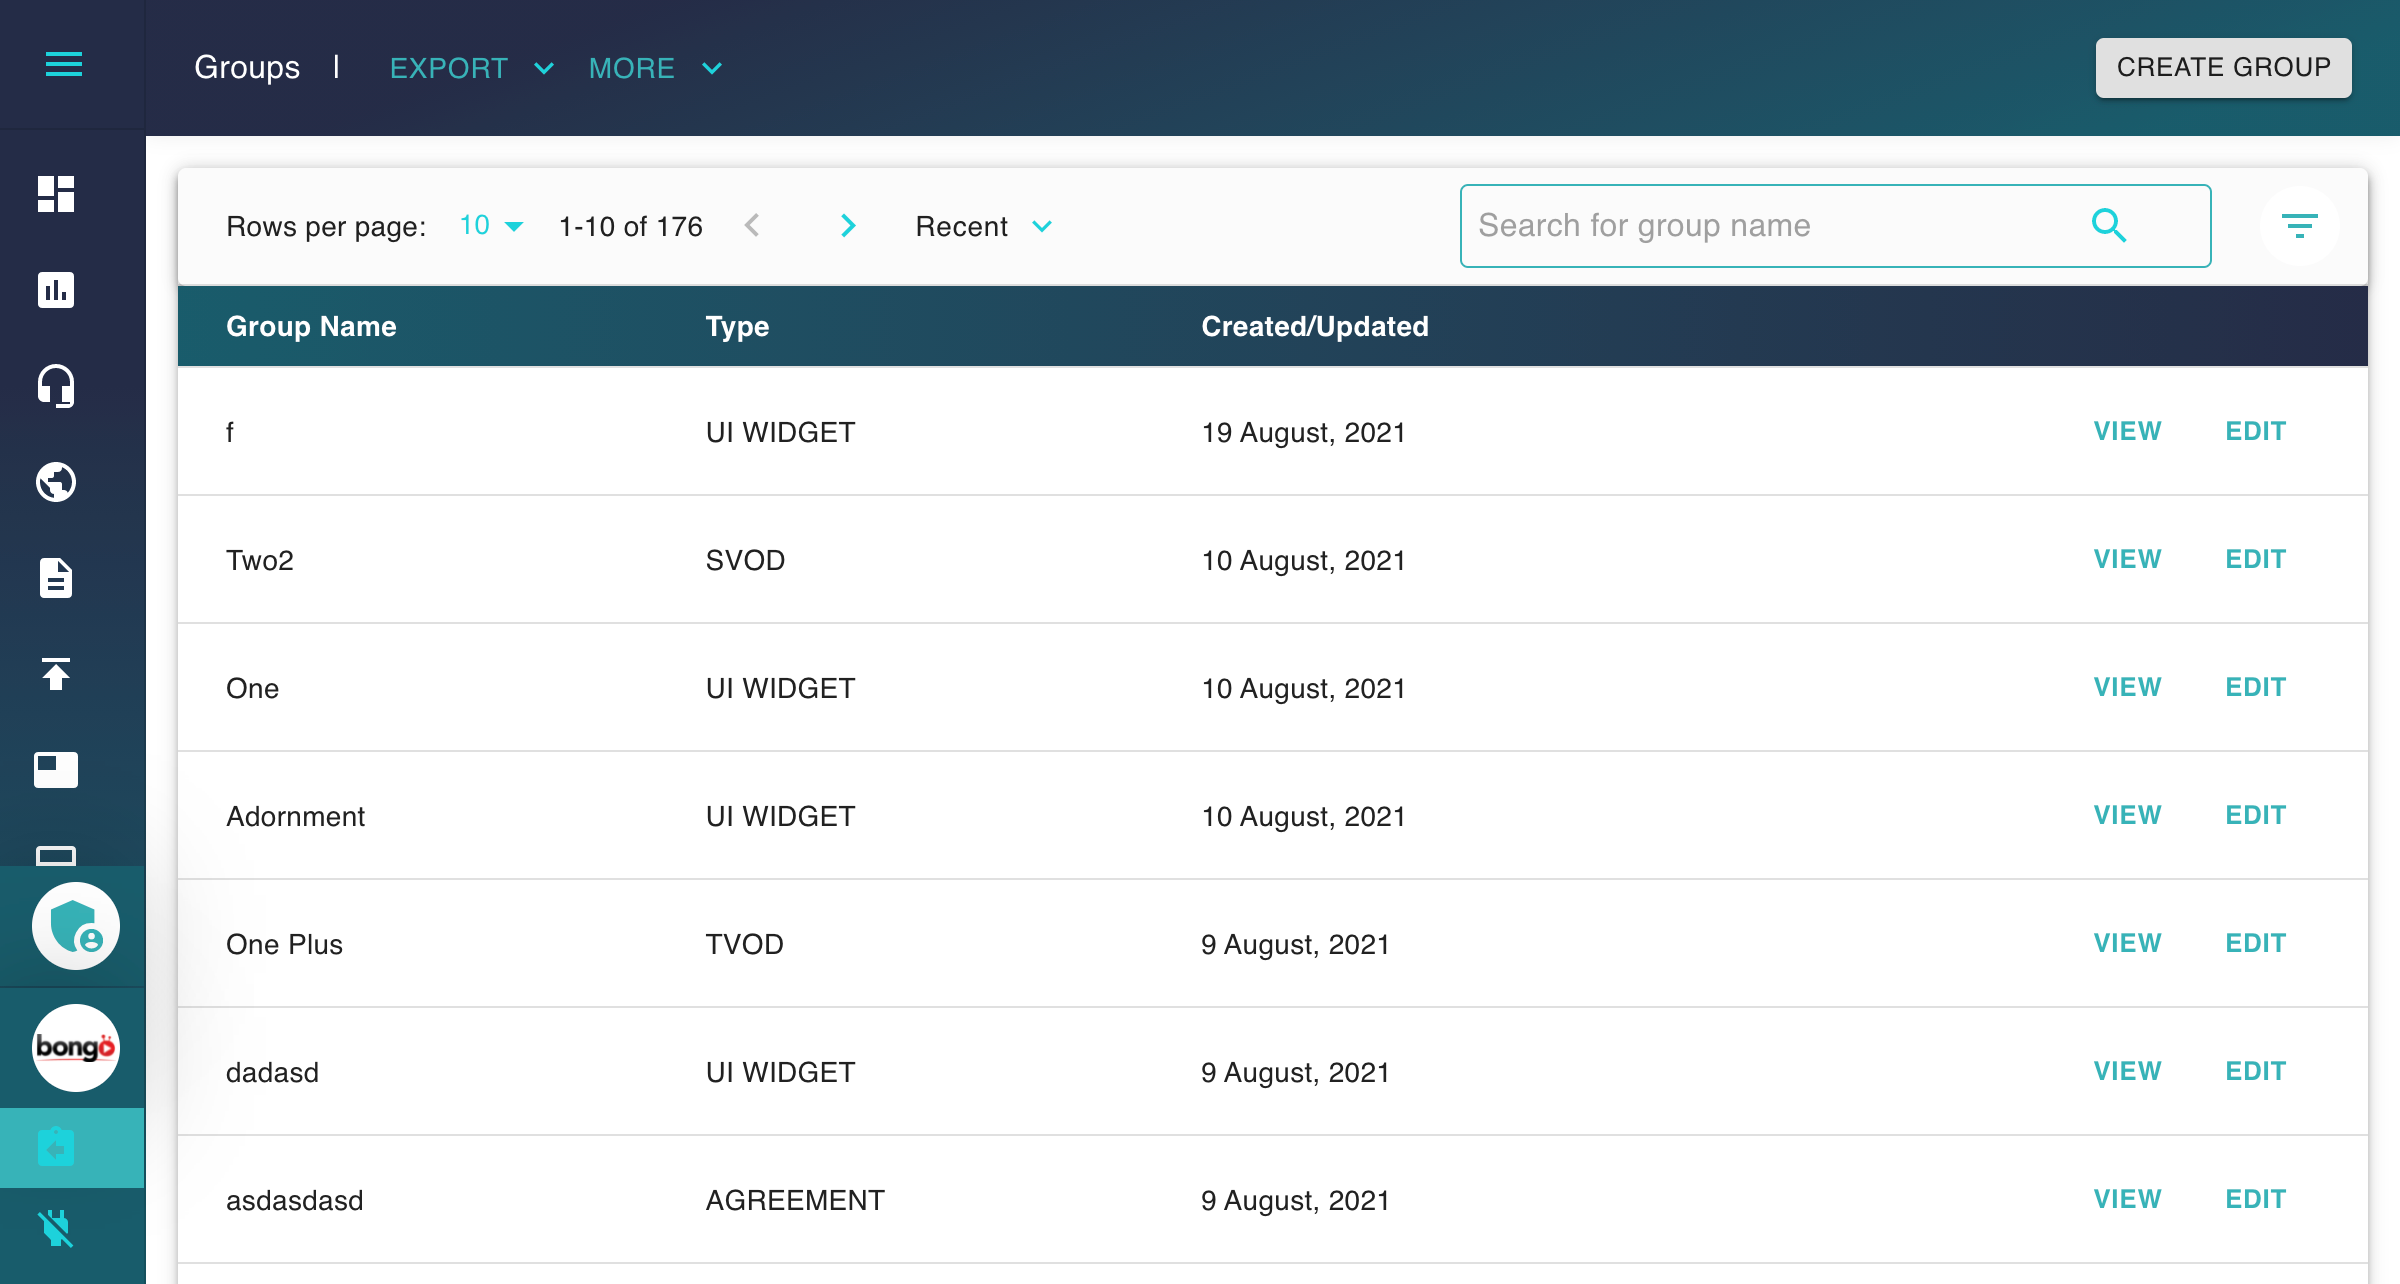 Groups | EXPORT MORE CREATE GROUP
Rows per page: 10 1-10 of 176 Recent Search for group name
Group Name Type Created/Updated
f UI WIDGET 19 August, 2021 VIEW EDIT
Two2 SVOD 10 August, 2021 VIEW EDIT
One UI WIDGET 10 August, 2021 VIEW EDIT
Adornment UI WIDGET 10 August, 2021 VIEW EDIT
One Plus TVOD 9 August, 2021 VIEW EDIT
dadasd UI WIDGET 9 August, 2021 VIEW EDIT
asdasdasd AGREEMENT 9 August, 2021 VIEW EDIT
bongo